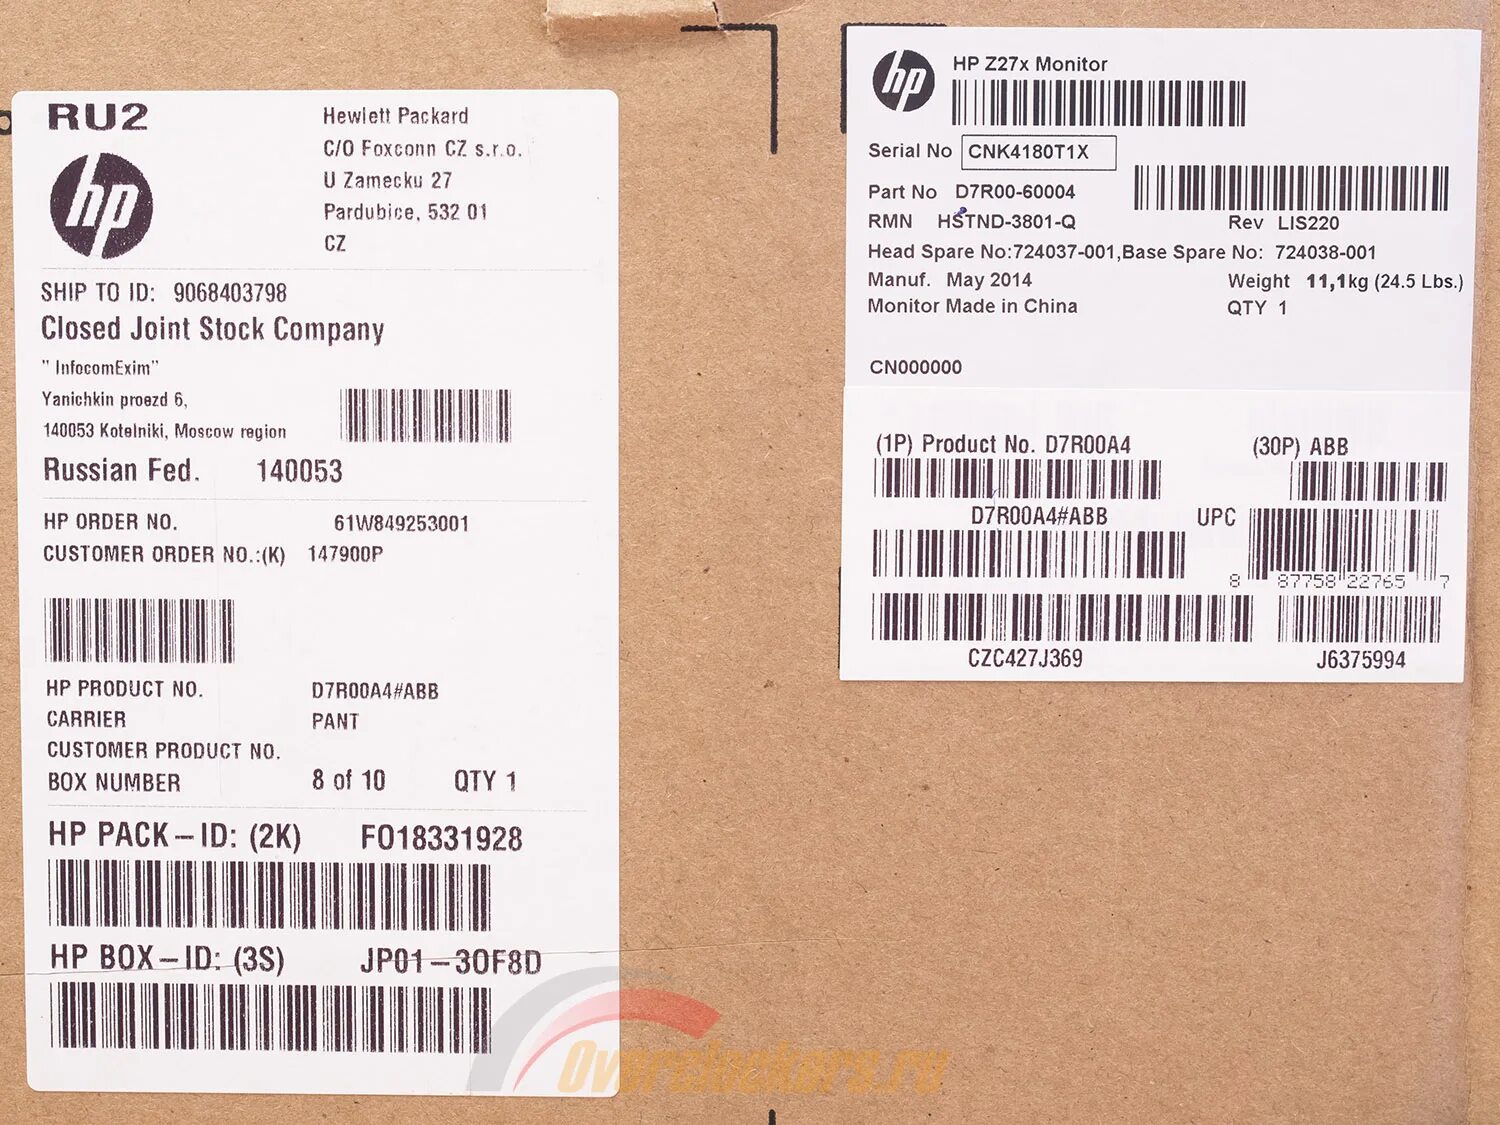 RU2
hp
Hewlett Packard
C/O Foxconn CZ s.r.o.
U Zamecku 27
Pardubice, 532 01
CZ
SHIP TO ID: 9068403798
Closed Joint Stock Company
" InfocomExim"
Yanichkin proezd 6,
140053 Kotelniki, Moscow region
Russian Fed. 140053
HP ORDER NO. 61W849253001
CUSTOMER ORDER NO.:(K) 147900P
HP PRODUCT NO. D7R00A4#ABB
CARRIER PANT
CUSTOMER PRODUCT NO.
BOX NUMBER 8 of 10 QTY 1
HP PACK-ID: (2K) F018331928
HP BOX-ID: (3S) JP01-30F8D
hp
HP Z27x Monitor
Serial No CNK4180T1X
Part No D7R00-60004
RMN HSTND-3801-Q Rev LIS220
Head Spare No:724037-001,Base Spare No: 724038-001
Manuf. May 2014 Weight 11,1kg (24.5 Lbs.)
Monitor Made in China QTY 1
CN000000
(1P) Product No. D7R00A4 (30P) ABB
D7R00A4#ABB UPC
8 87758 22765 7
CZC427J369 J6375994
Overclockers.ru